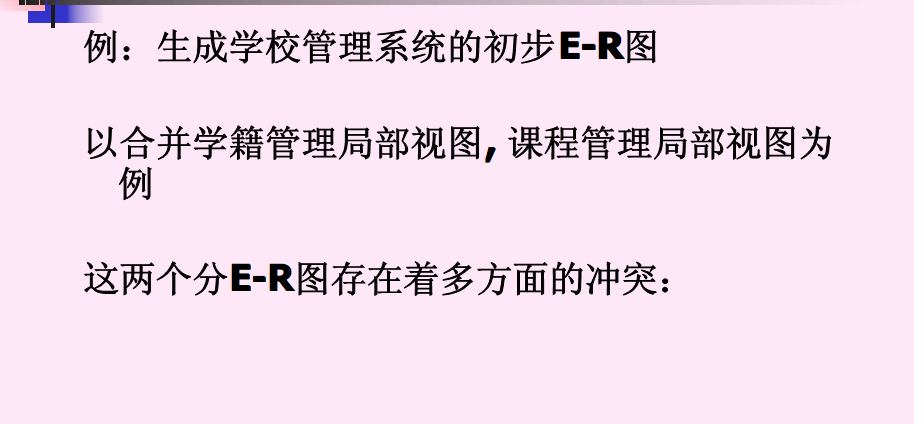 例：生成学校管理系统的初步E-R图
以合并学籍管理局部视图,课程管理局部视图为
例
这两个分E-R图存在着多方面的冲突：